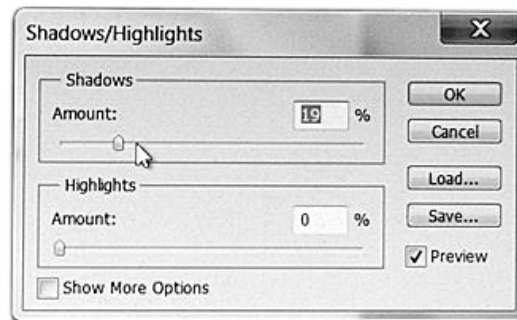 Shadows/Highlights
X
Shadows
Amount: 19 %
Highlights
Amount: 0 %
Show More Options
OK
Cancel
Load...
Save...
Preview